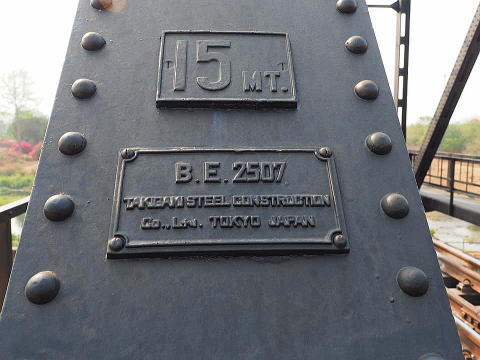 15 MT.
B.E. 2507
TAKIGAMI STEEL CONSTRUCTION
Co., Ltd. TOKYO JAPAN